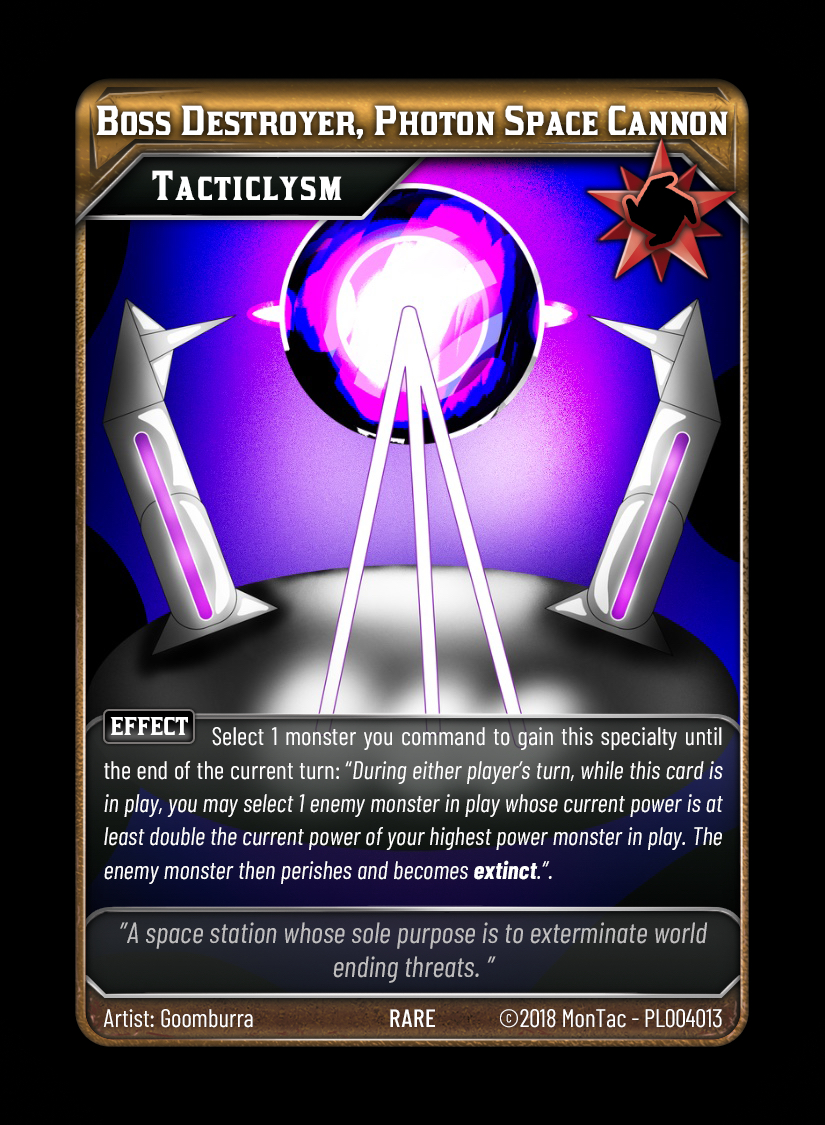 Boss Destroyer, Photon Space Cannon
Tacticlysm
EFFECT Select 1 monster you command to gain this specialty until
the end of the current turn: “During either player's turn, while this card is
in play, you may select 1 enemy monster in play whose current power is at
least double the current power of your highest power monster in play. The
enemy monster then perishes and becomes extinct.”.
"A space station whose sole purpose is to exterminate world
ending threats. "
Artist: Goomburra RARE ©2018 MonTac - PL004013